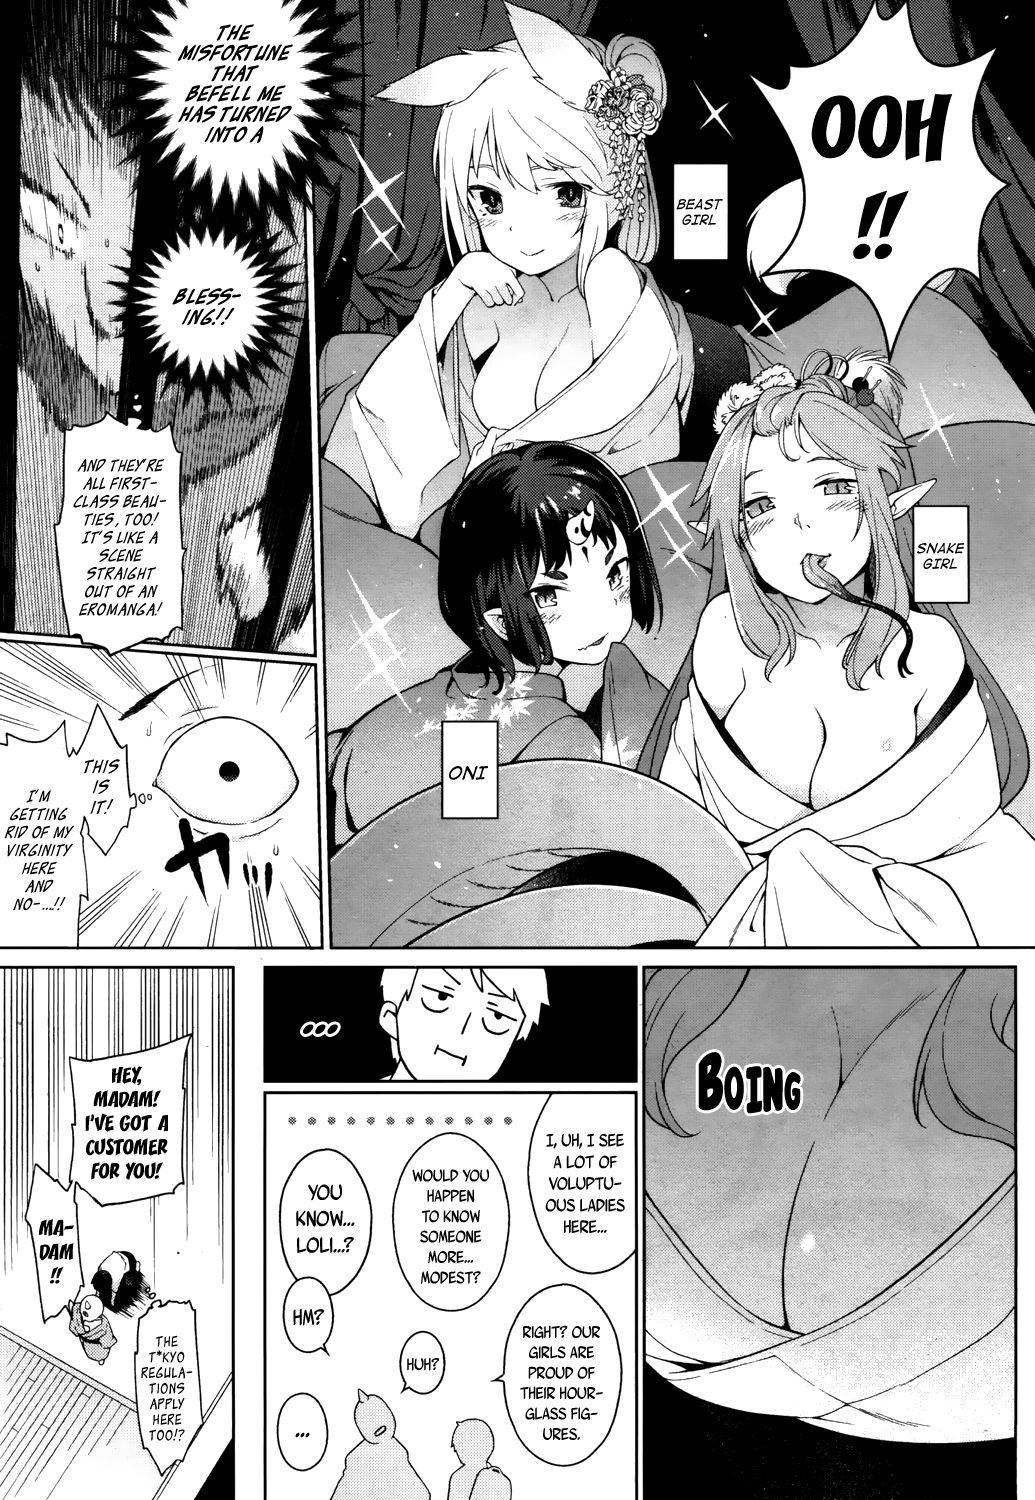 OOH
!!
BEAST
GIRL
SNAKE
GIRL
ONI
THE
MISFORTUNE
THAT
BEFELL ME
HAS TURNED
INTO A
BLESS-
ING!!
AND THEY'RE
ALL FIRST-
CLASS BEAU-
TIES, TOO!
IT'S LIKE A
SCENE
STRAIGHT
OUT OF AN
EROMANGA!
THIS
IS
IT!
I'M
GETTING
RID OF MY
VIRGINITY
HERE
AND
NO-...!!
カッ
BOING
I, UH, I SEE
A LOT OF
VOLUPTU-
OUS LADIES
HERE...
RIGHT? OUR
GIRLS ARE
PROUD OF
THEIR HOUR-
GLASS FIG-
URES.
WOULD
YOU
HAPPEN
TO KNOW
SOMEONE
MORE...
MODEST?
HUH?
YOU
KNOW...
LOLI...?
HM?
...
HEY,
MADAM!
I'VE GOT A
CUSTOMER
FOR YOU!
MA-
DAM
!!
THE
T*KYO
REGULA-
TIONS
APPLY
HERE
TOO!?